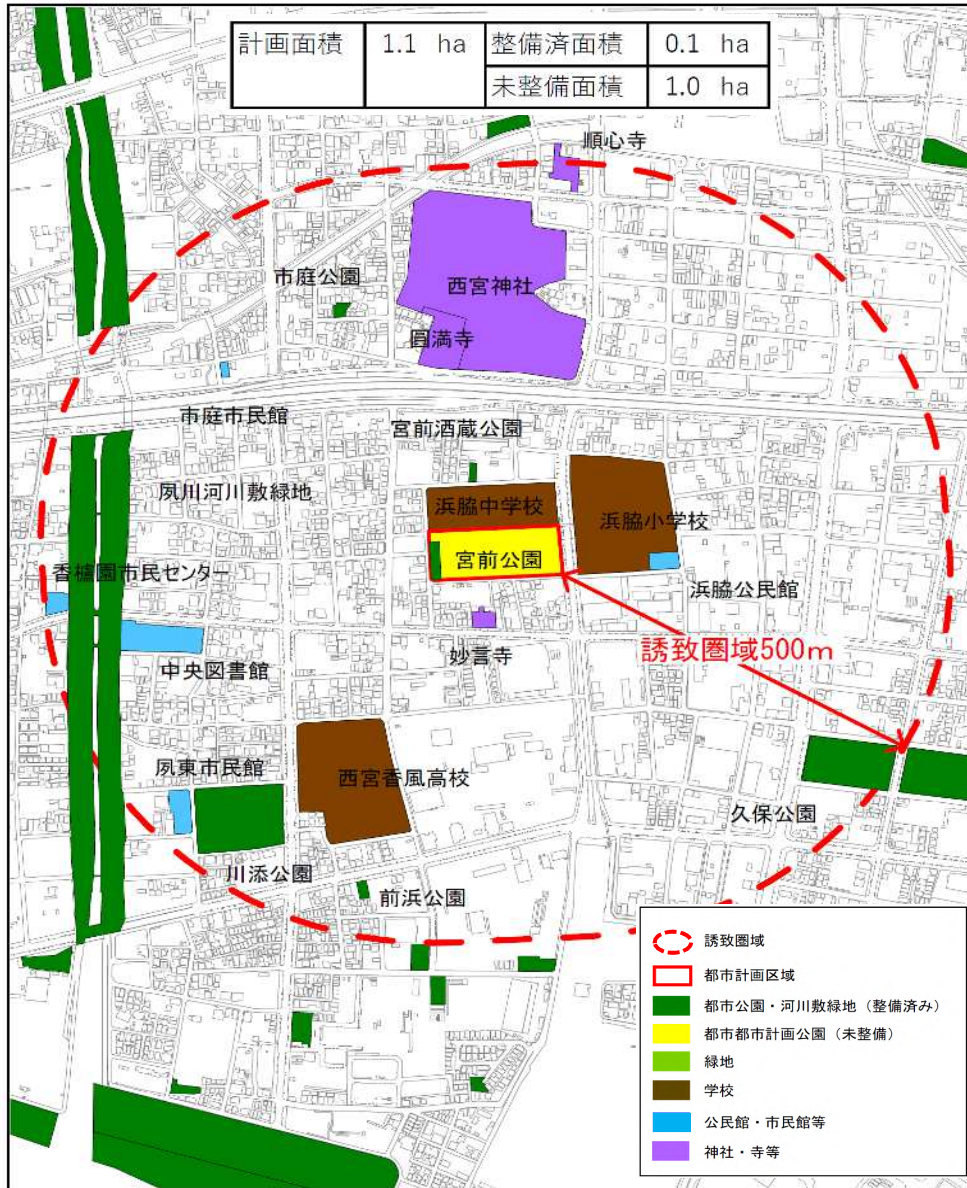 計画面積 1.1 ha 整備済面積 0.1 ha
未整備面積 1.0 ha
順心寺
市庭公園
西宮神社
圓満寺
市庭市民館
宮前酒蔵公園
夙川河川敷緑地
浜脇中学校
浜脇小学校
宮前公園
香櫨園市民センター
浜脇公民館
誘致圏域500m
妙言寺
中央図書館
夙東市民館
西宮香風高校
久保公園
川添公園
前浜公園
誘致圏域
都市計画区域
都市公園・河川敷緑地（整備済み）
都市都市計画公園（未整備）
緑地
学校
公民館・市民館等
神社・寺等